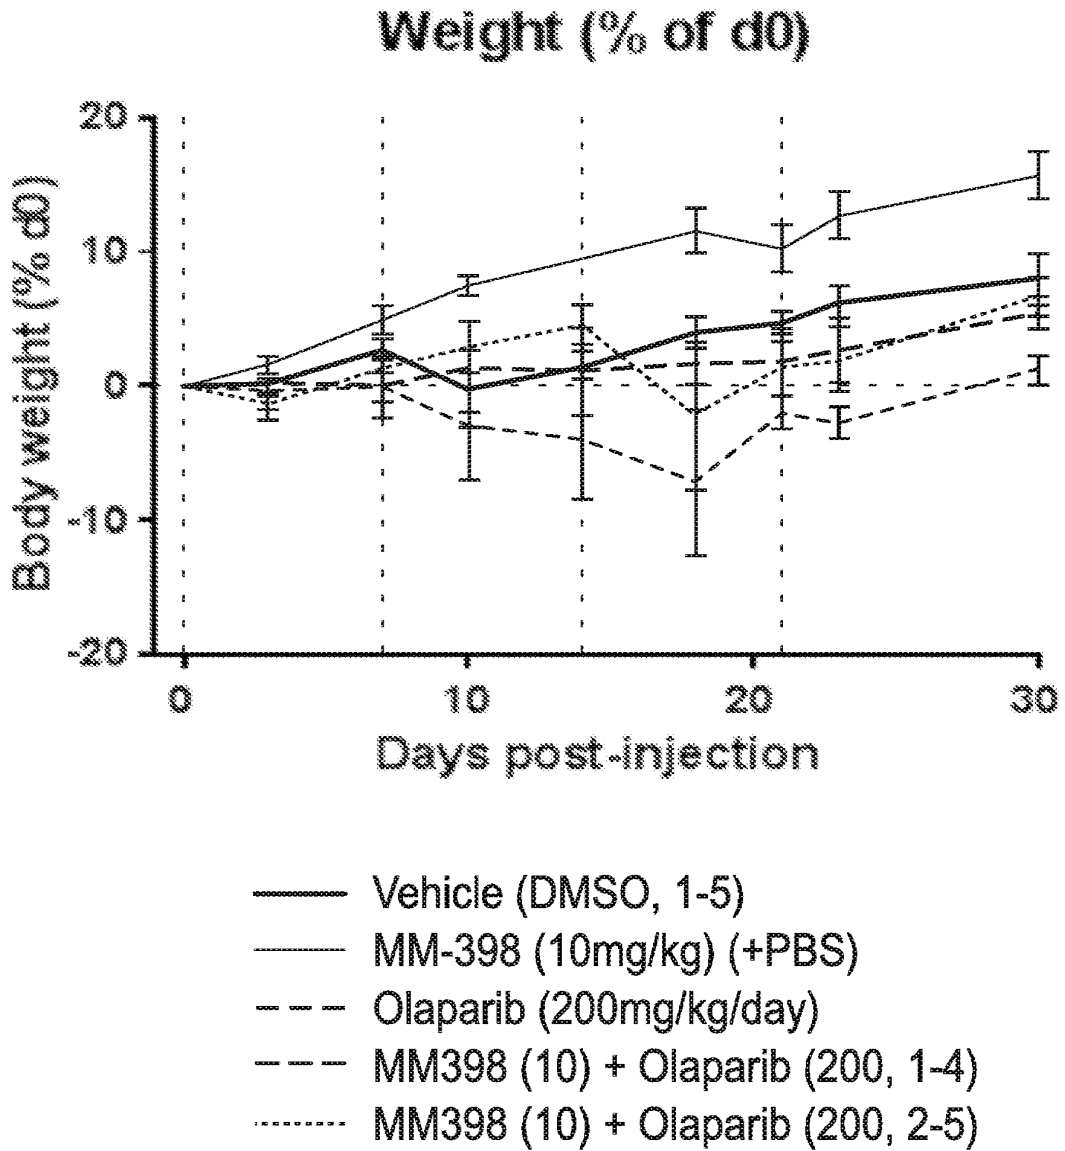 Weight (% of d0)
Body weight (% d0)
20
10
0
-10
-20
0 10 20 30
Days post-injection
Vehicle (DMSO, 1-5)
MM-398 (10mg/kg) (+PBS)
Olaparib (200mg/kg/day)
MM398 (10) + Olaparib (200, 1-4)
MM398 (10) + Olaparib (200, 2-5)